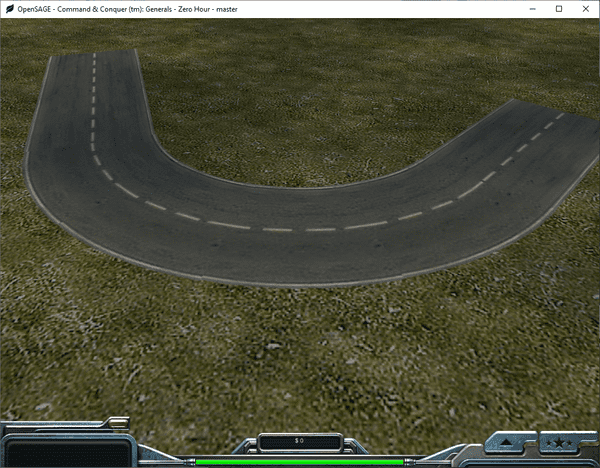 OpenSAGE - Command & Conquer (tm): Generals - Zero Hour - master
$ 0